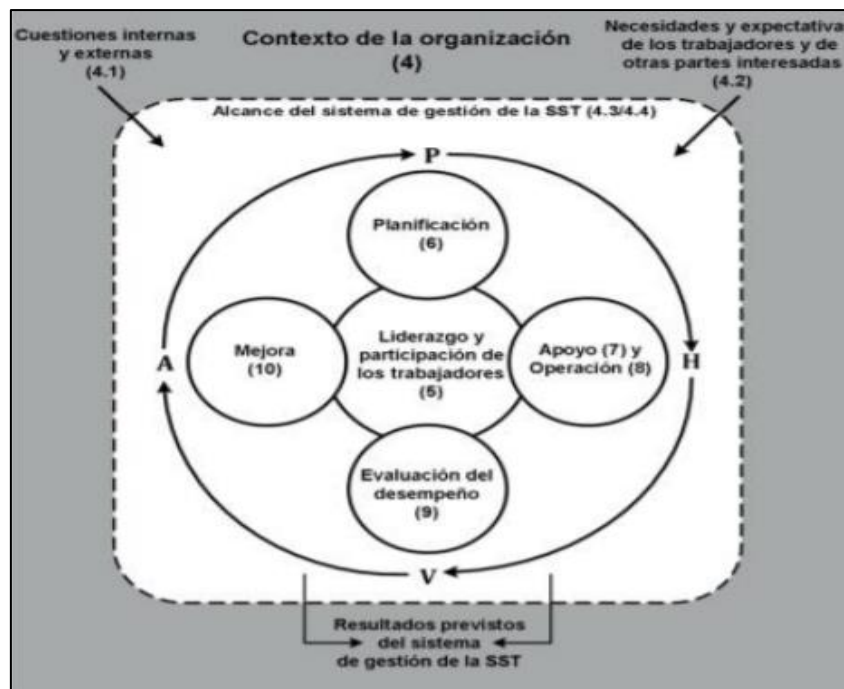 Cuestiones internas
y externas
(4.1)
Contexto de la organización
(4)
Necesidades y expectativa
de los trabajadores y de
otras partes interesadas
(4.2)
Alcance del sistema de gestión de la SST (4.3/4.4)
P
Planificación
(6)
A
Mejora
(10)
Liderazgo y
participación de
los trabajadores
(5)
Apoyo (7) y
Operación (8)
H
Evaluación del
desempeño
(9)
V
Resultados previstos
del sistema
de gestión de la SST